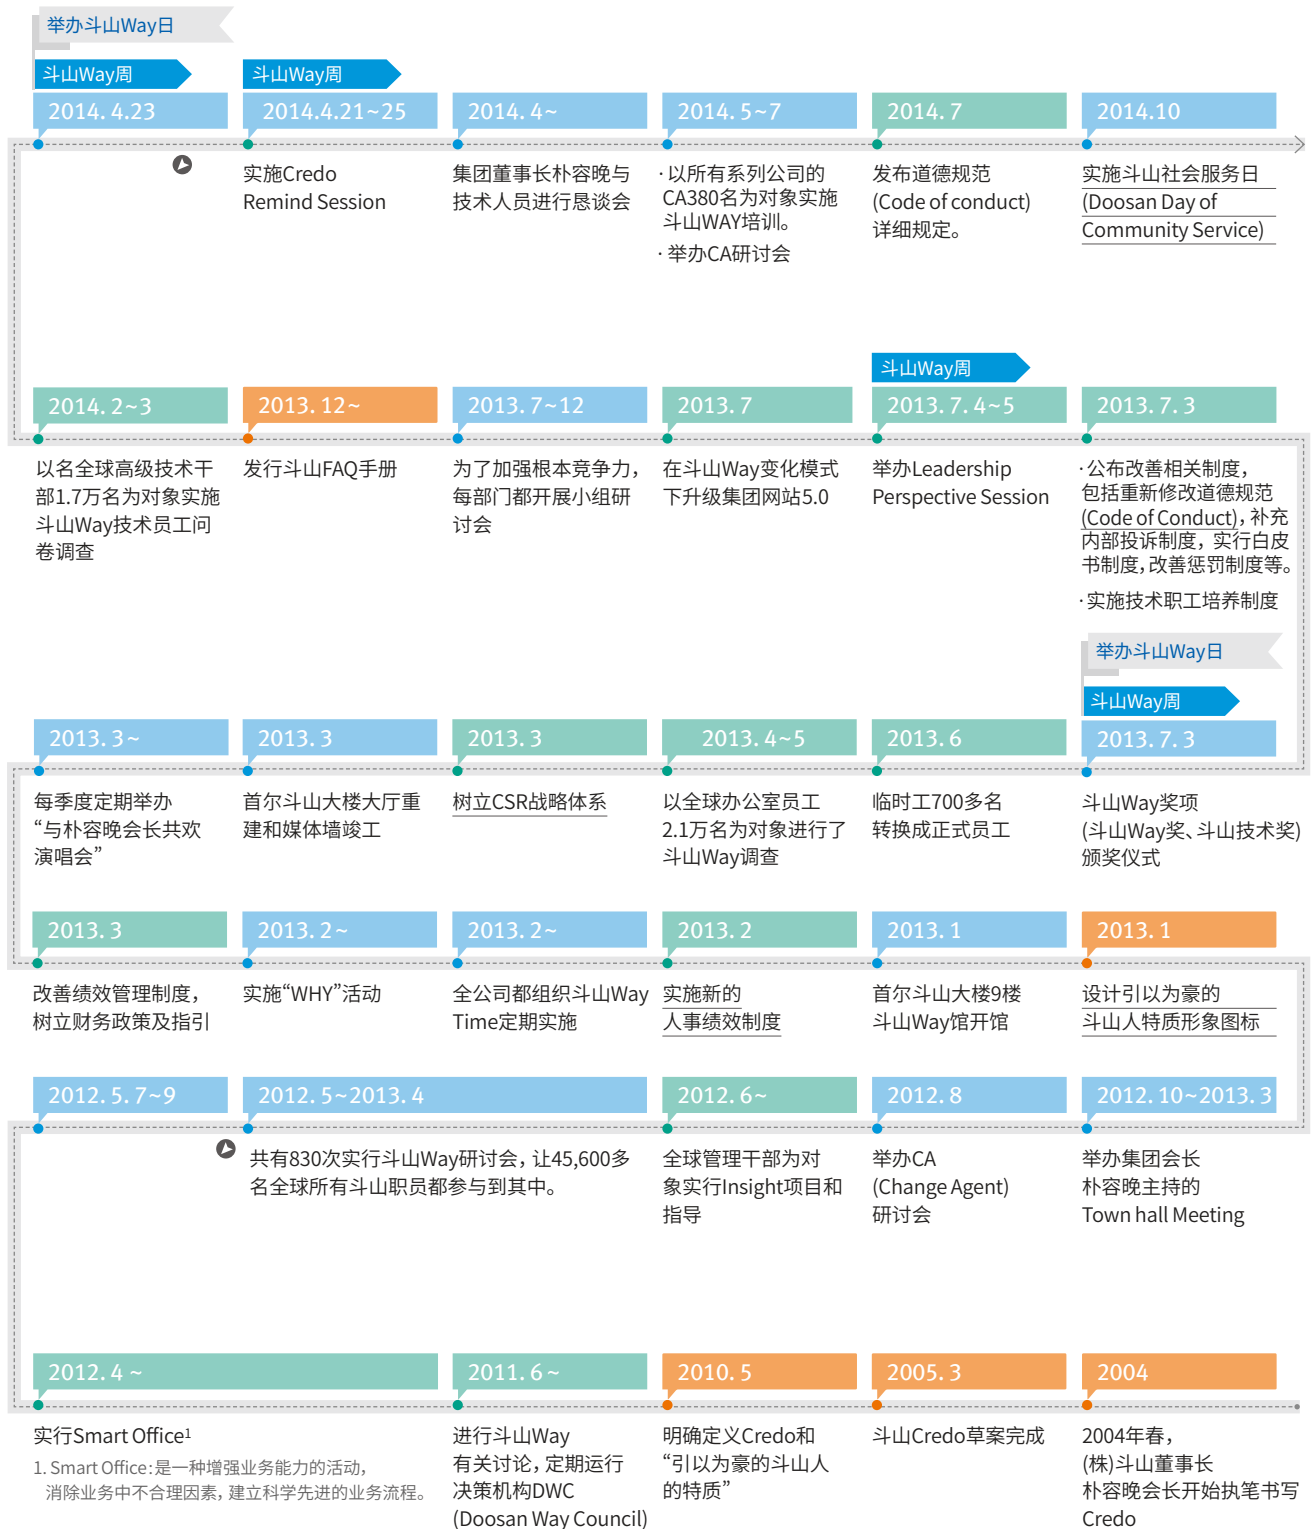 举办斗山Way日
斗山Way周
斗山Way周
2014. 4.23
2014.4.21~25
2014. 4~
2014. 5~7
2014. 7
2014.10
实施Credo
Remind Session
集团董事长朴容晚与
技术人员进行恳谈会
·以所有系列公司的
CA380名为对象实施
斗山WAY培训。
·举办CA研讨会
发布道德规范
(Code of conduct)
详细规定。
实施斗山社会服务日
(Doosan Day of
Community Service)
斗山Way周
2014. 2~3
2013. 12~
2013. 7~12
2013. 7
2013. 7. 4~5
2013. 7. 3
以名全球高级技术干
部1.7万名为对象实施
斗山Way技术员工问
卷调查
发行斗山FAQ手册
为了加强根本竞争力，
每部门都开展小组研
讨会
在斗山Way变化模式
下升级集团网站5.0
举办Leadership
Perspective Session
·公布改善相关制度，
包括重新修改道德规范
(Code of Conduct)，补充
内部投诉制度，实行白皮
书制度，改善惩罚制度等。
·实施技术职工培养制度
举办斗山Way日
斗山Way周
2013. 3~
2013. 3
2013. 3
2013. 4~5
2013. 6
2013. 7. 3
每季度定期举办
“与朴容晚会长共欢
演唱会”
首尔斗山大楼大厅重
建和媒体墙竣工
树立CSR战略体系
以全球办公室员工
2.1万名为对象进行了
斗山Way调查
临时工700多名
转换成正式员工
斗山Way奖项
(斗山Way奖、斗山技术奖)
颁奖仪式
2013. 3
2013. 2~
2013. 2~
2013. 2
2013. 1
2013. 1
改善绩效管理制度，
树立财务政策及指引
实施“WHY”活动
全公司都组织斗山Way
Time定期实施
实施新的
人事绩效制度
首尔斗山大楼9楼
斗山Way馆开馆
设计引以为豪的
斗山人特质形象图标
2012. 5. 7~9
2012. 5~2013. 4
2012. 6~
2012. 8
2012. 10~2013. 3
共有830次实行斗山Way研讨会，让45,600多
名全球所有斗山职员都参与到其中。
全球管理干部为对
象实行Insight项目和
指导
举办CA
(Change Agent)
研讨会
举办集团会长
朴容晚主持的
Town hall Meeting
2012. 4 ~
2011. 6 ~
2010. 5
2005. 3
2004
实行Smart Office¹
1. Smart Office：是一种增强业务能力的活动，
消除业务中不合理因素，建立科学先进的业务流程。
进行斗山Way
有关讨论，定期运行
决策机构DWC
(Doosan Way Council)
明确定义Credo和
“引以为豪的斗山人
的特质”
斗山Credo草案完成
2004年春，
(株)斗山董事长
朴容晚会长开始执笔书写
Credo